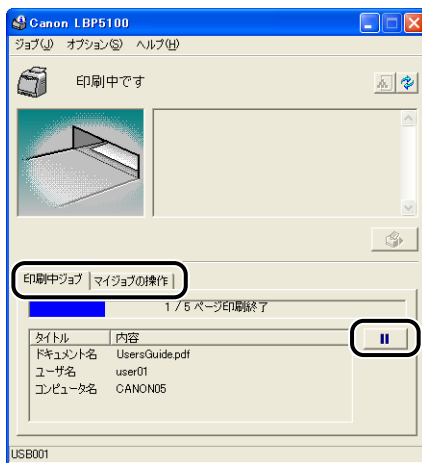 Canon LBP5100
ジョブ(J) オプション(S) ヘルプ(H)
印刷中です
印刷中ジョブ マイジョブの操作
1 / 5 ページ印刷終了
タイトル 内容
ドキュメント名 UsersGuide.pdf
ユーザ名 user01
コンピュータ名 CANON05
USB001